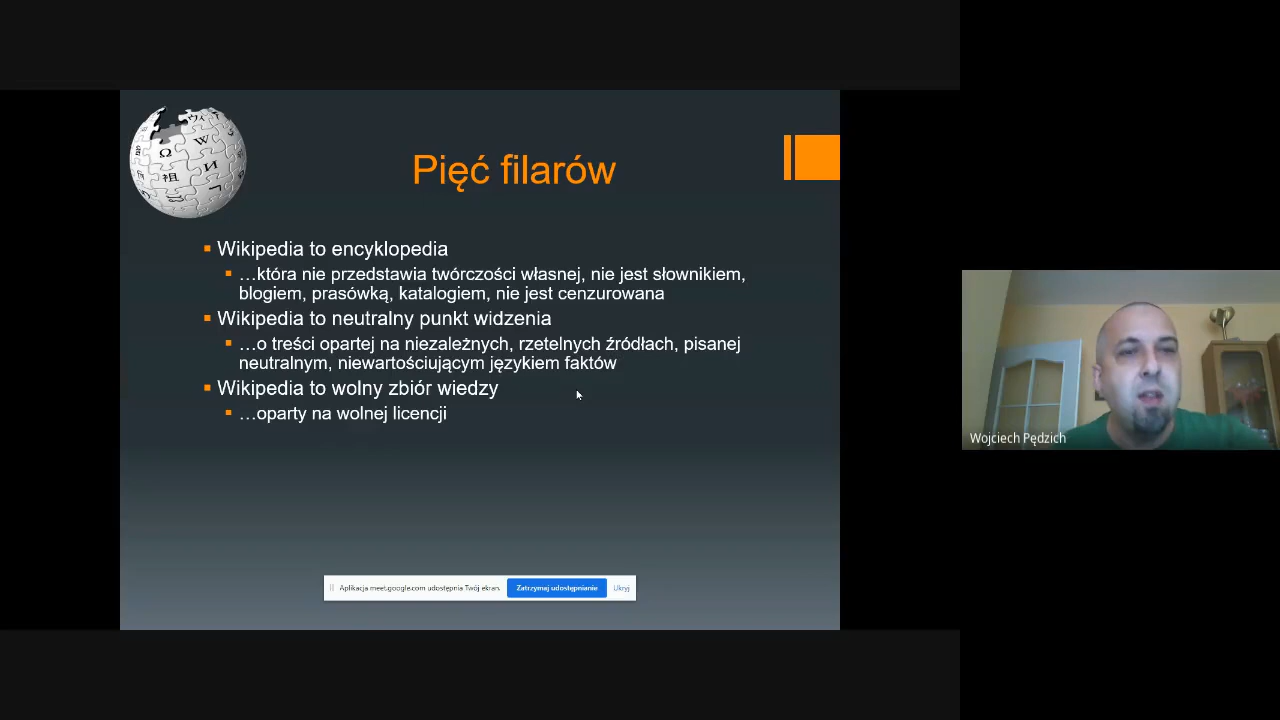 Pięć filarów
Wikipedia to encyklopedia
…która nie przedstawia twórczości własnej, nie jest słownikiem,
blogiem, prasówką, katalogiem, nie jest cenzurowana
Wikipedia to neutralny punkt widzenia
…o treści opartej na niezależnych, rzetelnych źródłach, pisanej
neutralnym, niewartościującym językiem faktów
Wikipedia to wolny zbiór wiedzy
…oparty na wolnej licencji
Aplikacja meet.google.com udostępnia Twój ekran.
Zatrzymaj udostępnianie
Ukryj
Wojciech Pędzich
Ω
W
И
祖